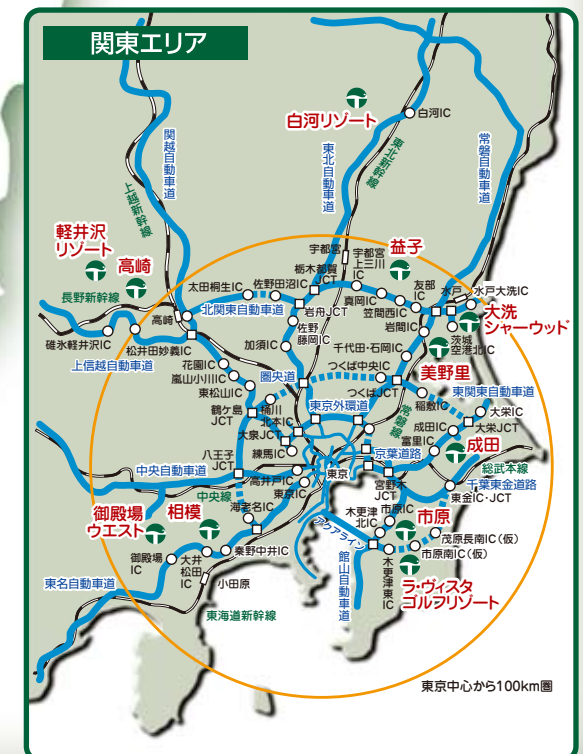 関東エリア
白河リゾート
白河IC
関越自動車道
上越新幹線
東北自動車道
東北新幹線
常磐自動車道
軽井沢
リゾート
高崎
長野新幹線
宇都宮
宇都宮
上三川
IC
益子
栃木都賀
JCT
太田桐生IC
佐野田沼IC
真岡IC
笠間西IC
友部
IC
水戸
水戸大洗IC
北関東自動車道
岩舟JCT
岩間IC
大洗
シャーウッド
高崎
佐野
藤岡IC
茨城
空港北IC
碓氷軽井沢IC
松井田妙義IC
上信越自動車道
加須IC
千代田・石岡IC
美野里
花園IC
嵐山小川IC
東松山IC
圏央道
つくば中央IC
つくばJCT
東関東自動車道
鶴ケ島
JCT
桶川
北本IC
東京外環道
常磐線
稲敷IC
大栄IC
大栄JCT
大泉JCT
練馬IC
成田IC
富里IC
成田
八王子
JCT
中央自動車道
中央線
高井戸IC
東京IC
東京
京葉道路
宮野木
JCT
総武本線
千葉東金道路
東金IC・JCT
御殿場
ウエスト
相模
海老名IC
アクアライン
木更津
北IC
市原IC
市原
茂原長南IC(仮)
市原南IC(仮)
御殿場
IC
大井
松田
IC
秦野中井IC
小田原
東名自動車道
東海道新幹線
館山自動車道
木更津東IC
ラ・ヴィスタ
ゴルフリゾート
東京中心から100km圏